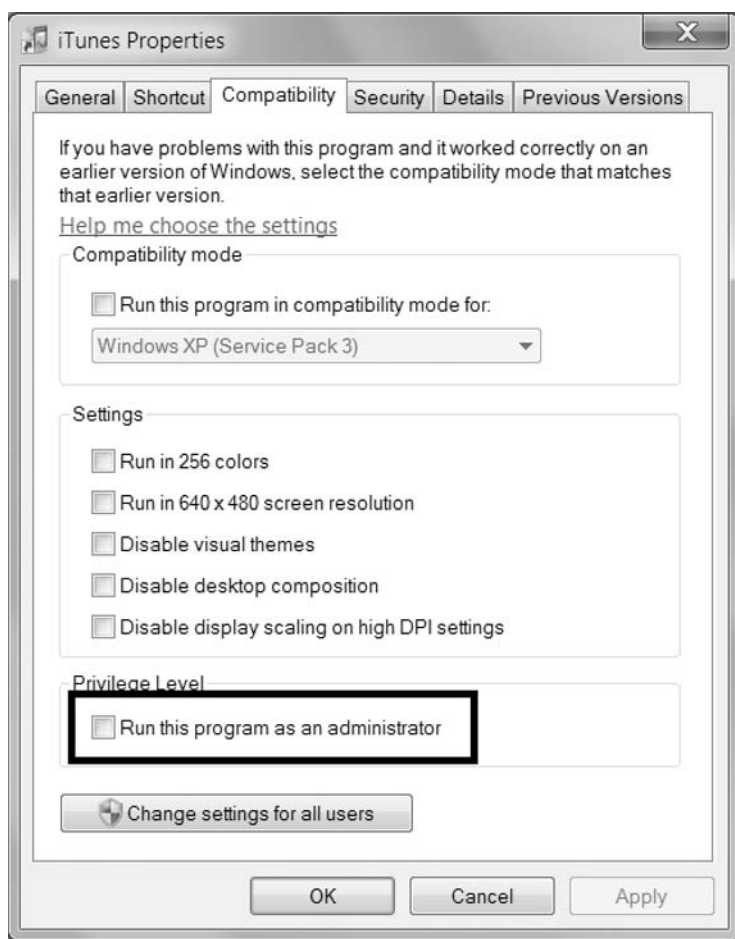 iTunes Properties
General Shortcut Compatibility Security Details Previous Versions
If you have problems with this program and it worked correctly on an
earlier version of Windows, select the compatibility mode that matches
that earlier version.
Help me choose the settings
Compatibility mode
Run this program in compatibility mode for:
Windows XP (Service Pack 3)
Settings
Run in 256 colors
Run in 640 x 480 screen resolution
Disable visual themes
Disable desktop composition
Disable display scaling on high DPI settings
Privilege Level
Run this program as an administrator
Change settings for all users
OK Cancel Apply